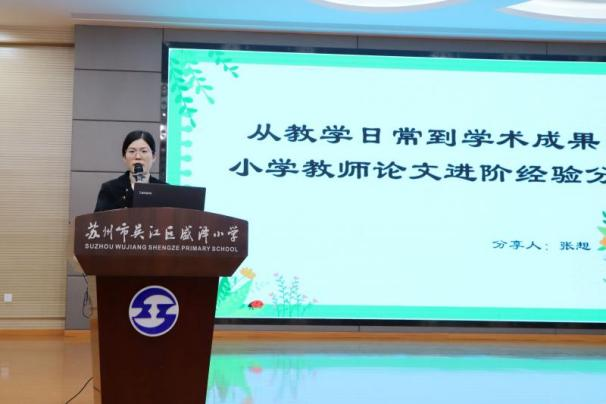 从教学日常到学术成果
小学教师论文进阶经验分
分享人：张想
苏州市吴江区盛泽小学
SUZHOU WUJIANG SHENGZE PRIMARY SCHOOL